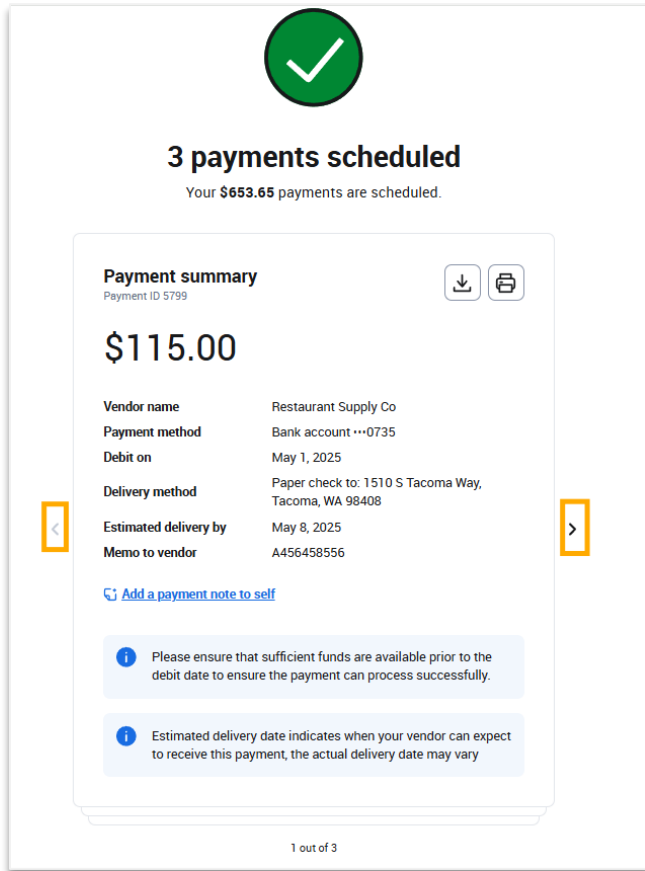 3 payments scheduled
Your $653.65 payments are scheduled.
Payment summary
Payment ID 5799
$115.00
Vendor name Restaurant Supply Co
Payment method Bank account ···0735
Debit on May 1, 2025
Delivery method Paper check to: 1510 S Tacoma Way,
Tacoma, WA 98408
Estimated delivery by May 8, 2025
Memo to vendor A456458556
Add a payment note to self
Please ensure that sufficient funds are available prior to the
debit date to ensure the payment can process successfully.
Estimated delivery date indicates when your vendor can expect
to receive this payment, the actual delivery date may vary
1 out of 3